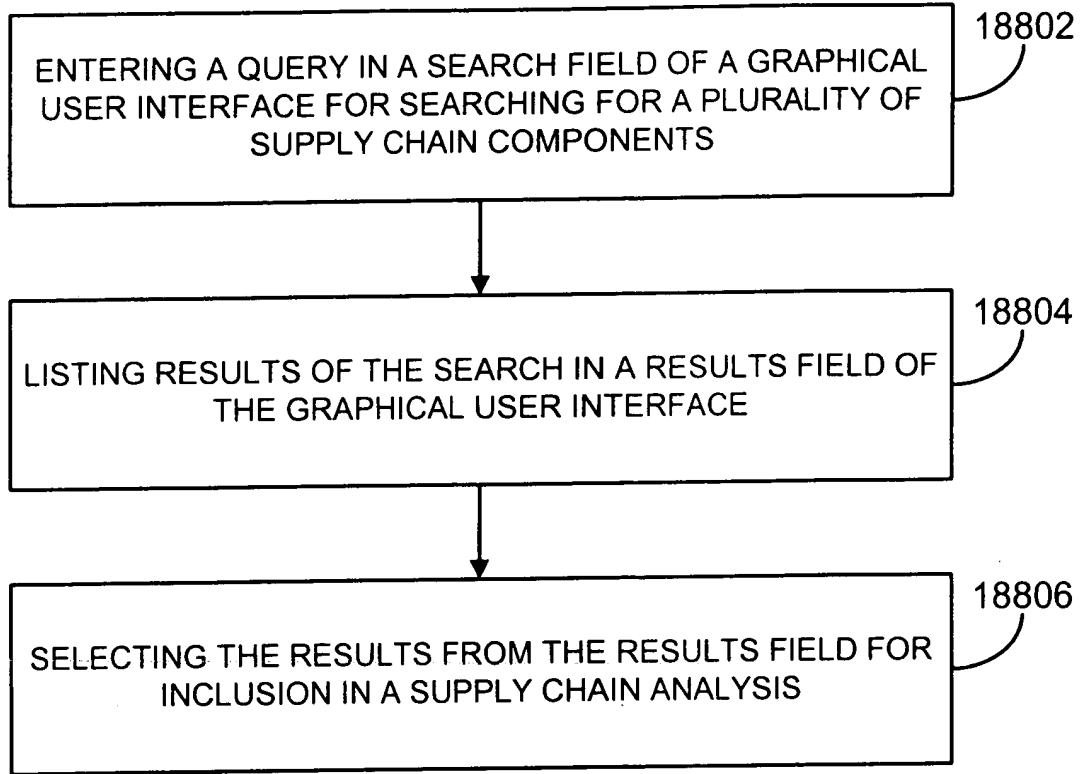 18802
ENTERING A QUERY IN A SEARCH FIELD OF A GRAPHICAL
USER INTERFACE FOR SEARCHING FOR A PLURALITY OF
SUPPLY CHAIN COMPONENTS
18804
LISTING RESULTS OF THE SEARCH IN A RESULTS FIELD OF
THE GRAPHICAL USER INTERFACE
18806
SELECTING THE RESULTS FROM THE RESULTS FIELD FOR
INCLUSION IN A SUPPLY CHAIN ANALYSIS